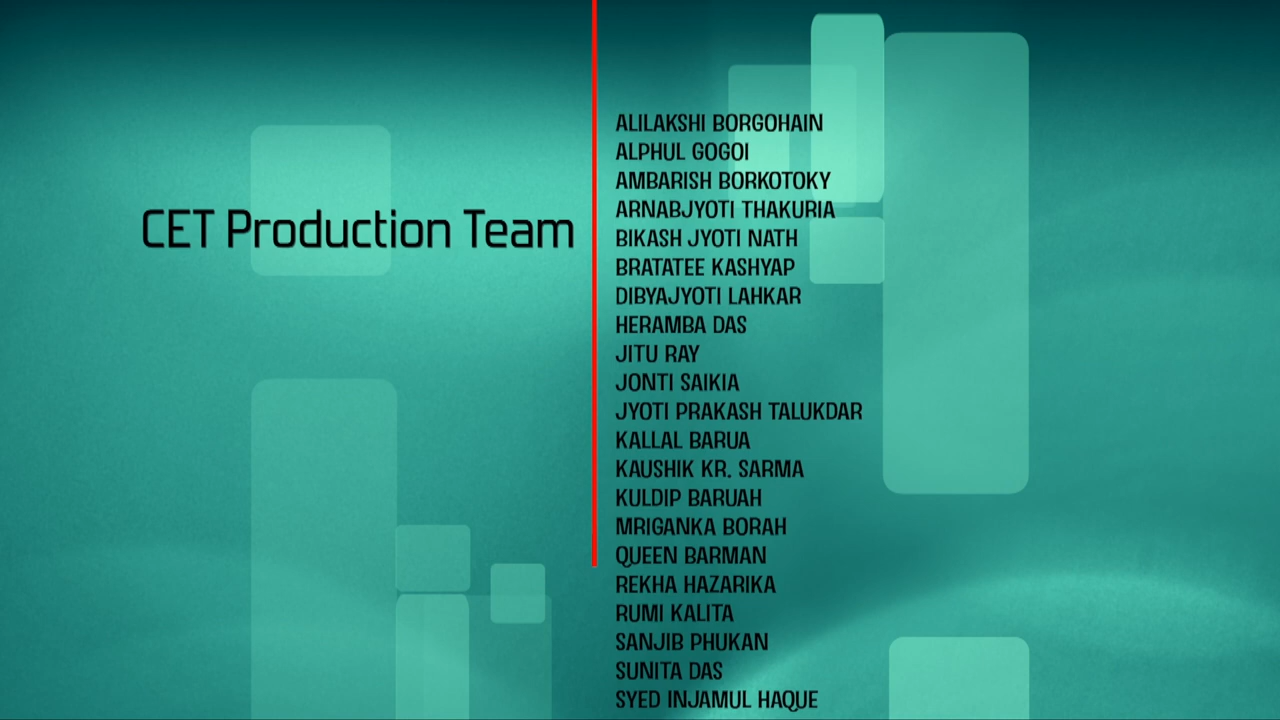 CET Production Team
ALILAKSHI BORGOHAIN
ALPHUL GOGOI
AMBARISH BORKOTOKY
ARNABJYOTI THAKURIA
BIKASH JYOTI NATH
BRATATEE KASHYAP
DIBYAJYOTI LAHKAR
HERAMBA DAS
JITU RAY
JONTI SAIKIA
JYOTI PRAKASH TALUKDAR
KALLAL BARUA
KAUSHIK KR. SARMA
KULDIP BARUAH
MRIGANKA BORAH
QUEEN BARMAN
REKHA HAZARIKA
RUMI KALITA
SANJIB PHUKAN
SUNITA DAS
SYED INJAMUL HAQUE